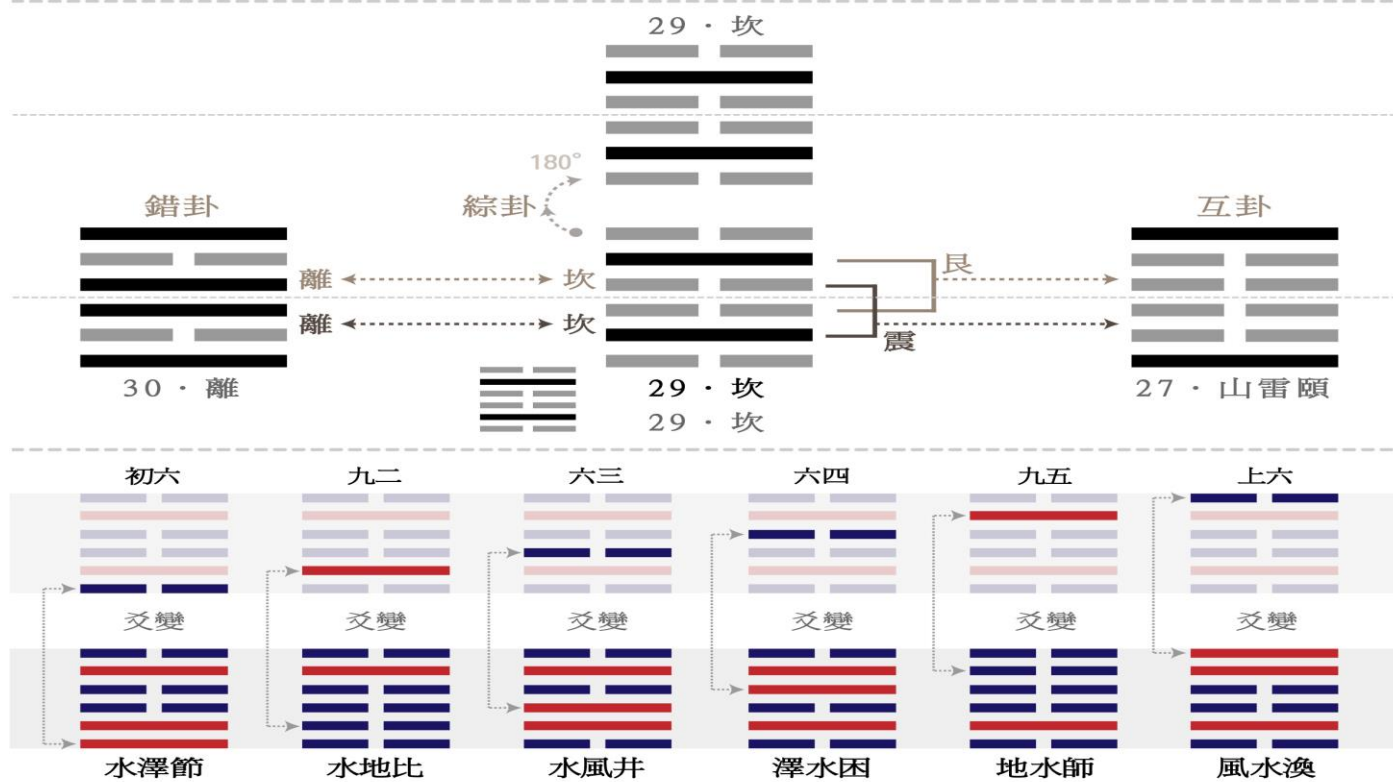 29 · 坎
180°
錯卦
綜卦
互卦
艮
離
坎
離
坎
震
30 · 離
29 · 坎
27 · 山雷頤
29 · 坎
初六
九二
六三
六四
九五
上六
爻變
爻變
爻變
爻變
爻變
爻變
水澤節
水地比
水風井
澤水困
地水師
風水渙